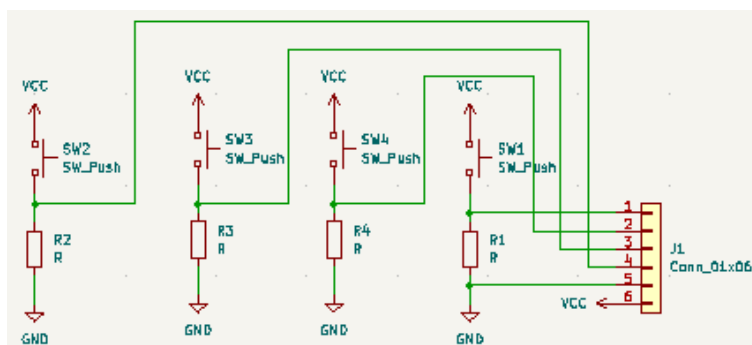 VCC
VCC
VCC
VCC
SW2
SW_Push
SW3
SW_Push
SW4
SW_Push
SW1
SW_Push
R2
R
R3
R
R4
R
R1
R
1
2
3
4
5
6
J1
Conn_01x06
VCC
GND
GND
GND
GND